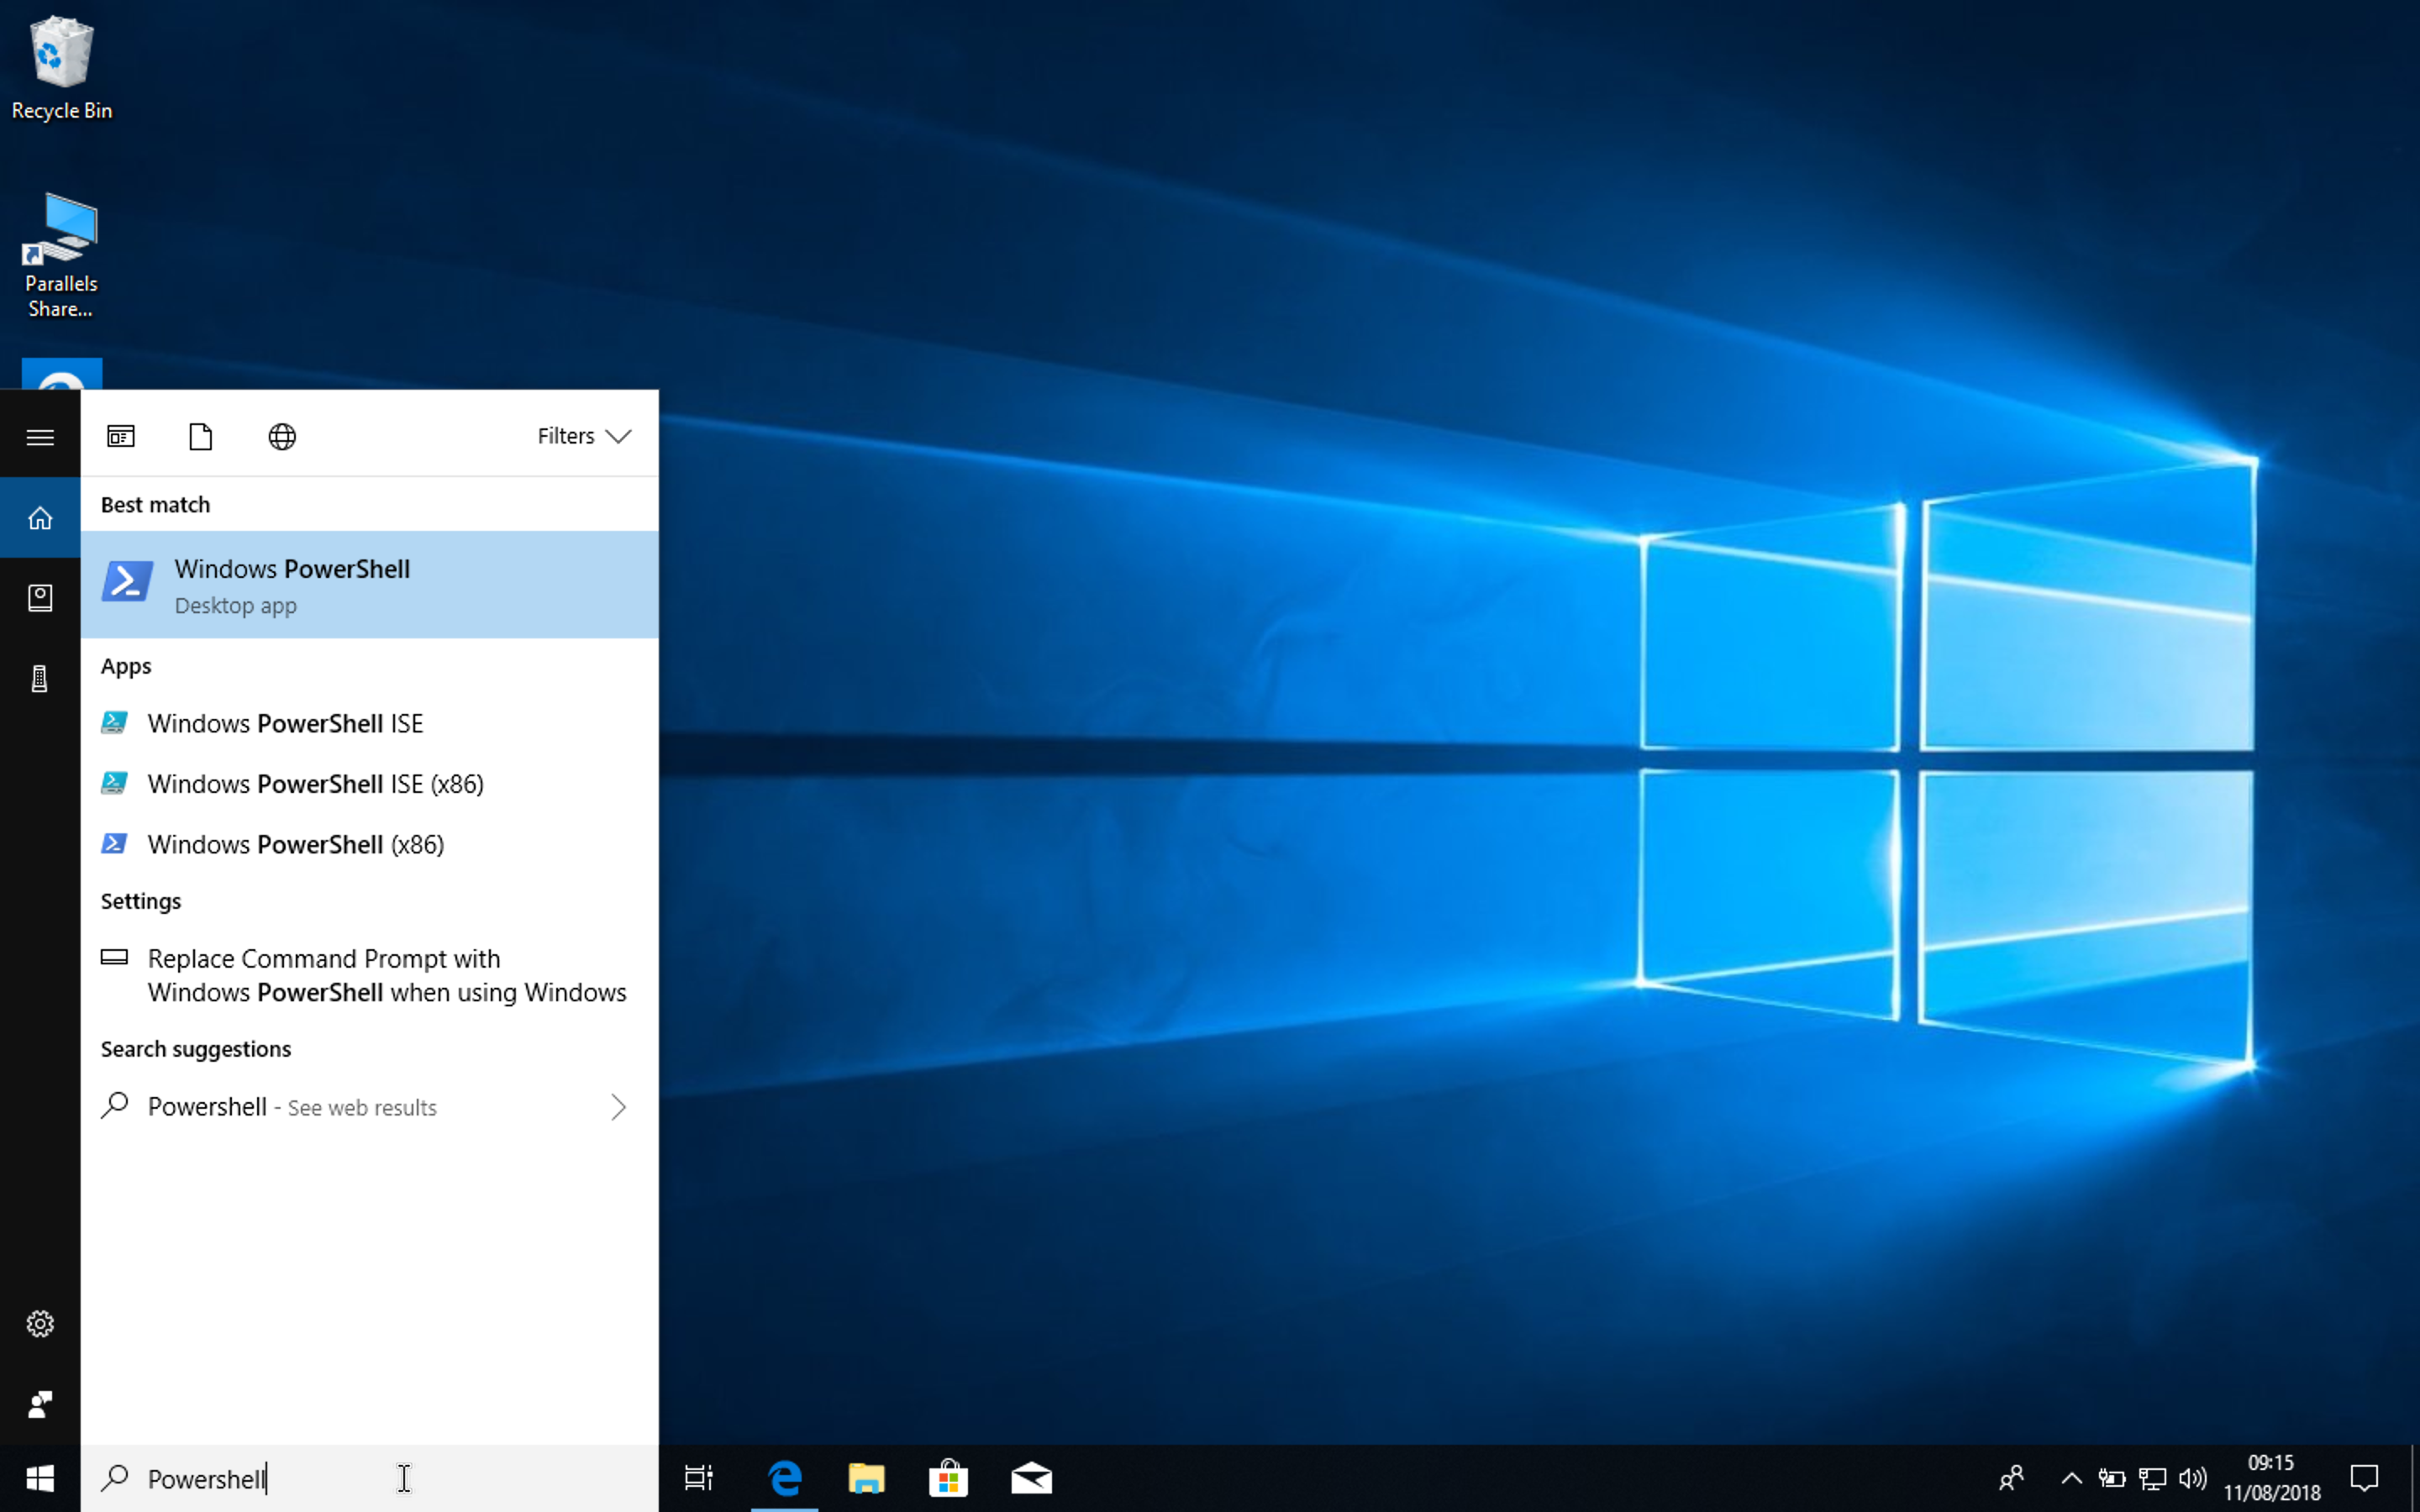 Recycle Bin
Parallels
Share...
Filters
Best match
Windows PowerShell
Desktop app
Apps
Windows PowerShell ISE
Windows PowerShell ISE (x86)
Windows PowerShell (x86)
Settings
Replace Command Prompt with
Windows PowerShell when using Windows
Search suggestions
Powershell - See web results
Powershell
09:15
11/08/2018